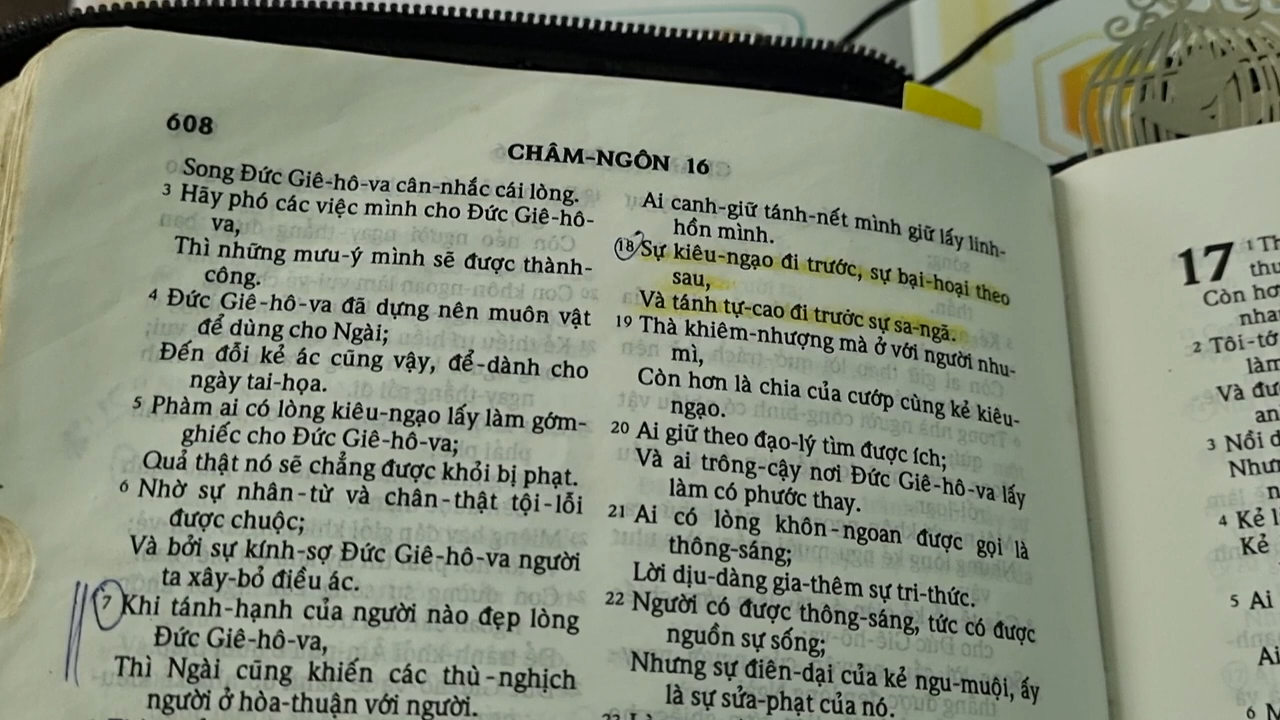 608
CHÂM-NGÔN 16
Song Đức Giê-hô-va cân-nhắc cái lòng.
3 Hãy phó các việc mình cho Đức Giê-hô-
va,
Thì những mưu-ý mình sẽ được thành-
công.
4 Đức Giê-hô-va đã dựng nên muôn vật
để dùng cho Ngài;
Đến đỗi kẻ ác cũng vậy, để-dành cho
ngày tai-họa.
5 Phàm ai có lòng kiêu-ngạo lấy làm gớm-
ghiếc cho Đức Giê-hô-va;
Quả thật nó sẽ chẳng được khỏi bị phạt.
6 Nhờ sự nhân-từ và chân-thật tội-lỗi
được chuộc;
Và bởi sự kính-sợ Đức Giê-hô-va người
ta xây-bỏ điều ác.
7 Khi tánh-hạnh của người nào đẹp lòng
Đức Giê-hô-va,
Thì Ngài cũng khiến các thù-nghịch
người ở hòa-thuận với người.
Ai canh-giữ tánh-nết mình giữ lấy linh-
hồn mình.
18 Sự kiêu-ngạo đi trước, sự bại-hoại theo
sau,
Và tánh tự-cao đi trước sự sa-ngã.
19 Thà khiêm-nhượng mà ở với người nhu-
mì,
Còn hơn là chia của cướp cùng kẻ kiêu-
ngạo.
20 Ai giữ theo đạo-lý tìm được ích;
Và ai trông-cậy nơi Đức Giê-hô-va lấy
làm có phước thay.
21 Ai có lòng khôn-ngoan được gọi là
thông-sáng;
Lời dịu-dàng gia-thêm sự tri-thức.
22 Người có được thông-sáng, tức có được
nguồn sự sống;
Nhưng sự điên-dại của kẻ ngu-muội, ấy
là sự sửa-phạt của nó.
17 1 Th
thu
Còn hơ
nha
2 Tôi-tớ
làm
Và đư
an
3 Nồi d
Như
n
4 Kẻ l
Kẻ
5 Ai
Ai
6 M